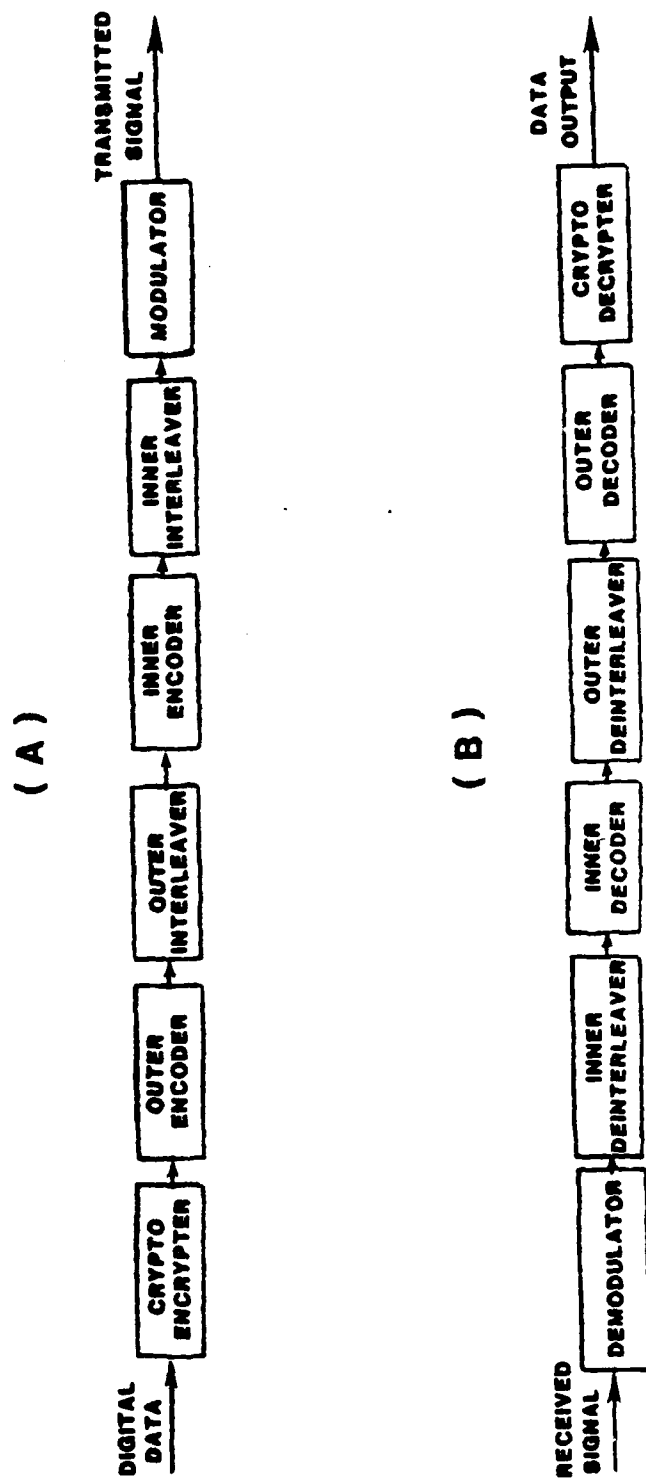 (A)
DIGITAL
DATA
CRYPTO
ENCRYPTER
OUTER
ENCODER
OUTER
INTERLEAVER
INNER
ENCODER
INNER
INTERLEAVER
MODULATOR
TRANSMITTED
SIGNAL
(B)
RECEIVED
SIGNAL
DEMODULATOR
INNER
DEINTERLEAVER
INNER
DECODER
OUTER
DEINTERLEAVER
OUTER
DECODER
CRYPTO
DECRYPTER
DATA
OUTPUT